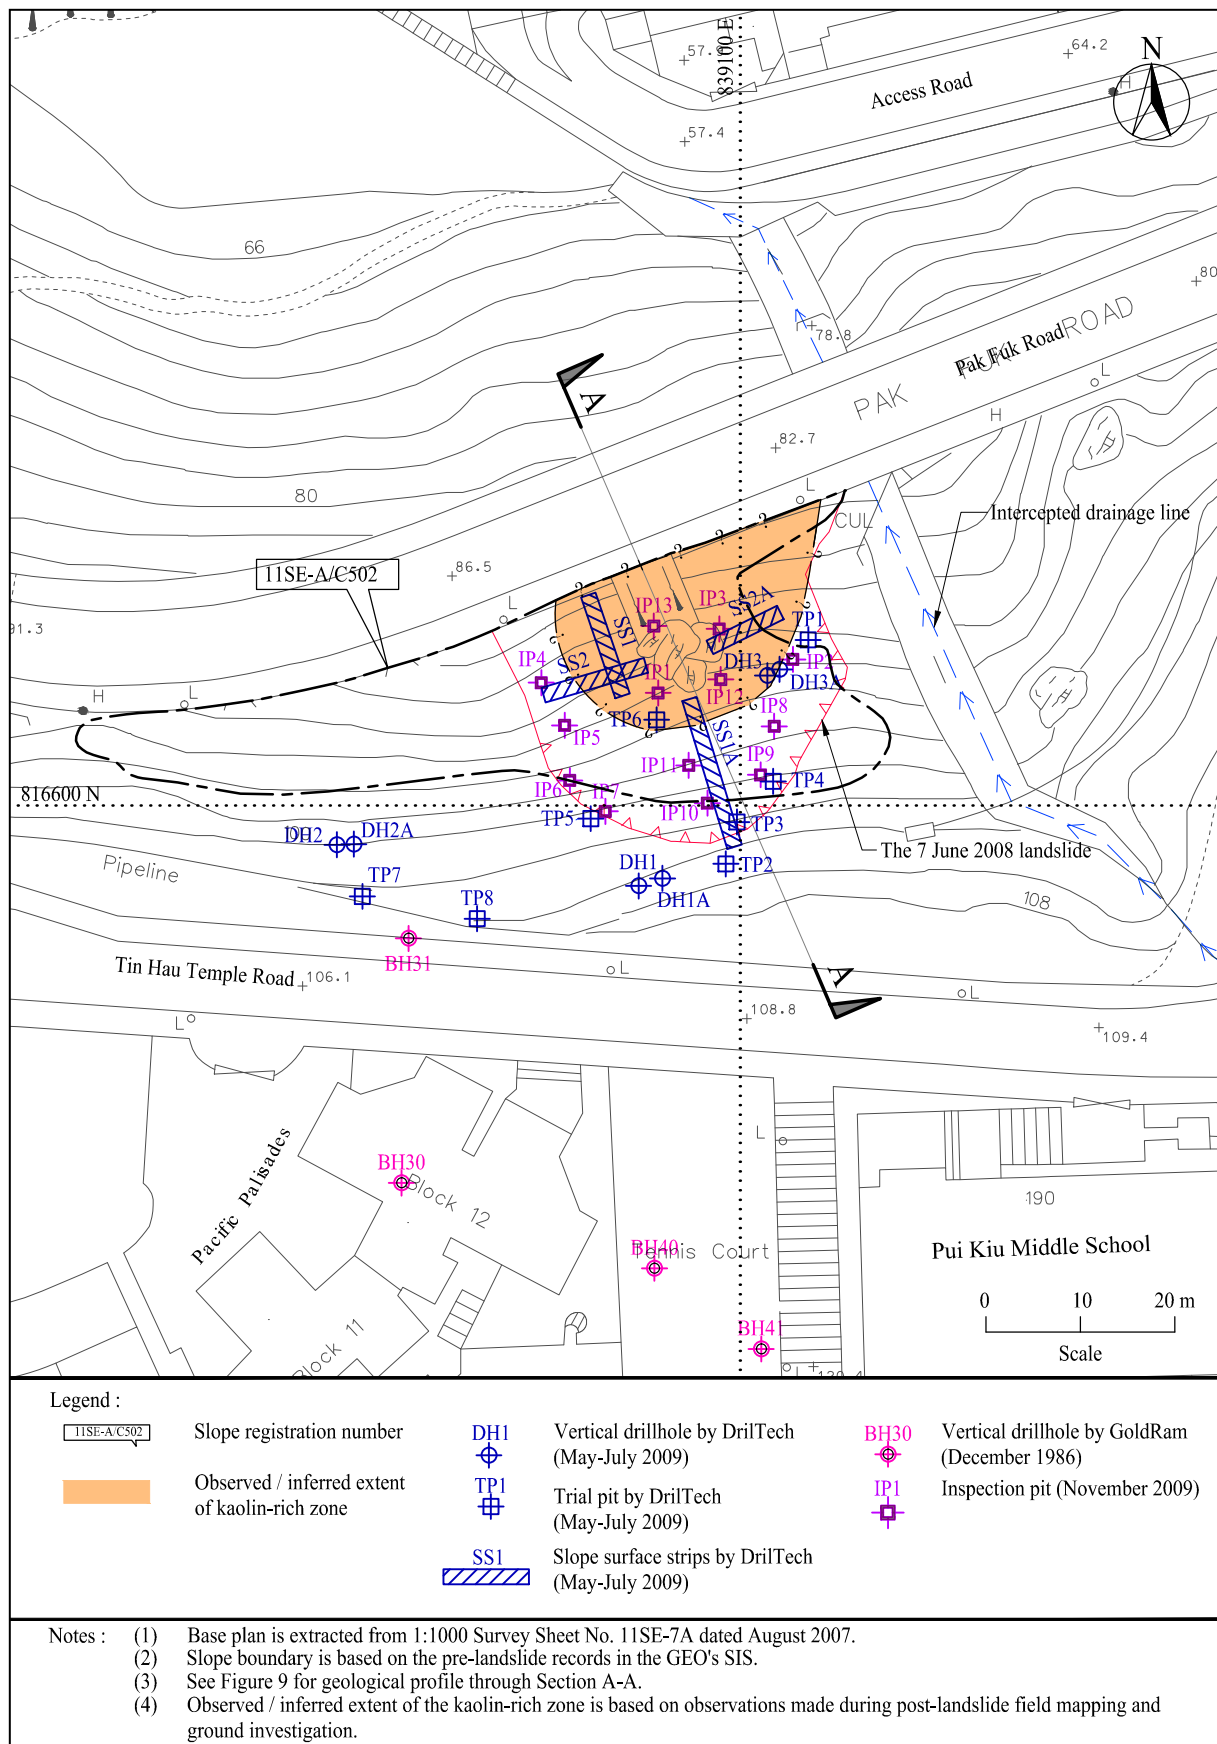 57.9
839100 E
64.2
N
H
Access Road
57.4
66
80
78.8
Pak Fuk Road
PAK FUK ROAD
L
H
A
82.7
80
L
CUL
Intercepted drainage line
11SE-A/C502
86.5
L
91.3
IP13
IP3
SS2A
TP1
SS1
IP4
SS2
DH3
IP2
H
L
IP1
IP12
DH3A
TP6
IP8
IP5
SS1A
IP11
IP9
IP6
IP7
TP4
816600 N
IP10
TP5
TP3
DH2
DH2A
The 7 June 2008 landslide
Pipeline
DH1
TP2
TP7
DH1A
TP8
108
BH31
Tin Hau Temple Road
106.1
L
A
L
L
108.8
109.4
L
BH30
Block 12
Pacific Palisades
190
BH40
Tennis Court
Pui Kiu Middle School
0 10 20 m
Scale
BH41
Block 11
L
Legend :
11SE-A/C502
Slope registration number
DH1
Vertical drillhole by DrilTech
(May-July 2009)
BH30
Vertical drillhole by GoldRam
(December 1986)
Observed / inferred extent
of kaolin-rich zone
TP1
Trial pit by DrilTech
(May-July 2009)
IP1
Inspection pit (November 2009)
SS1
Slope surface strips by DrilTech
(May-July 2009)
Notes : (1) Base plan is extracted from 1:1000 Survey Sheet No. 11SE-7A dated August 2007.
(2) Slope boundary is based on the pre-landslide records in the GEO's SIS.
(3) See Figure 9 for geological profile through Section A-A.
(4) Observed / inferred extent of the kaolin-rich zone is based on observations made during post-landslide field mapping and
ground investigation.